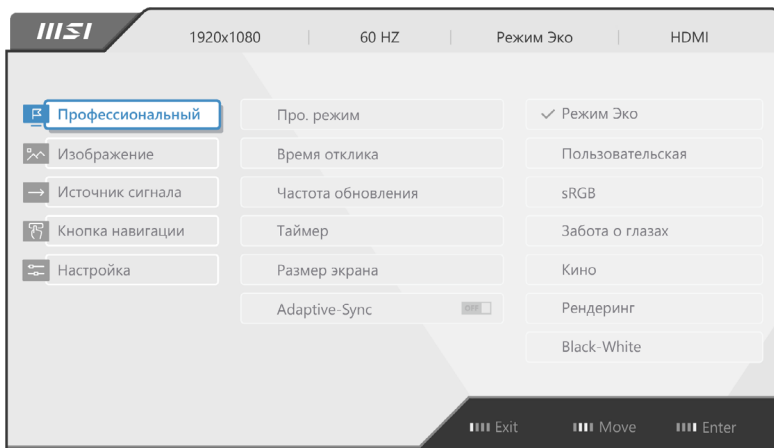 msi
1920x1080 60 HZ Режим Эко HDMI
Профессиональный
Изображение
Источник сигнала
Кнопка навигации
Настройка
Про. режим
Время отклика
Частота обновления
Таймер
Размер экрана
Adaptive-Sync OFF
Режим Эко
Пользовательская
sRGB
Забота о глазах
Кино
Рендеринг
Black-White
Exit Move Enter